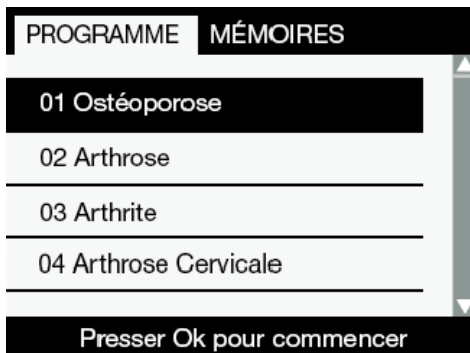 PROGRAMME MÉMOIRES
01 Ostéoporose
02 Arthrose
03 Arthrite
04 Arthrose Cervicale
Presser Ok pour commencer